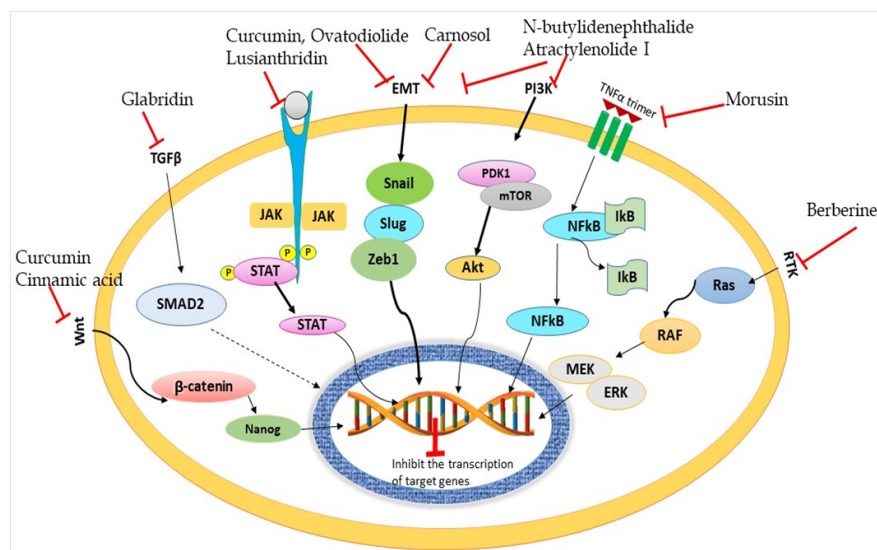 Curcumin, Ovatodiolide
Lusianthridin
Carnosol
N-butylidenephthalide
Atractylenolide I
EMT
PI3K
TNFα trimer
Morusin
Glabridin
TGFβ
Snail
PDK1
mTOR
JAK
JAK
Slug
NFkB
IkB
Berberine
RTK
P
P
P
STAT
Zeb1
Akt
IkB
Ras
Curcumin
Cinnamic acid
Wnt
SMAD2
STAT
NFkB
RAF
MEK
ERK
β-catenin
Nanog
Inhibit the transcription
of target genes